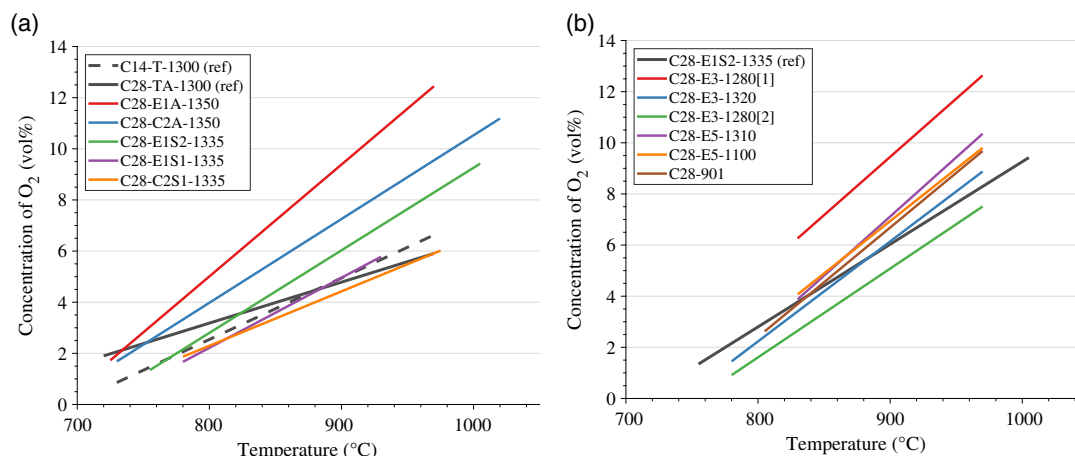 (a)
Concentration of O2 (vol%)
14
12
10
8
6
4
2
0
C14-T-1300 (ref)
C28-TA-1300 (ref)
C28-E1A-1350
C28-C2A-1350
C28-E1S2-1335
C28-E1S1-1335
C28-C2S1-1335
700
800
900
1000
Temperature (°C)
(b)
Concentration of O2 (vol%)
14
12
10
8
6
4
2
0
C28-E1S2-1335 (ref)
C28-E3-1280[1]
C28-E3-1320
C28-E3-1280[2]
C28-E5-1310
C28-E5-1100
C28-901
700
800
900
1000
Temperature (°C)